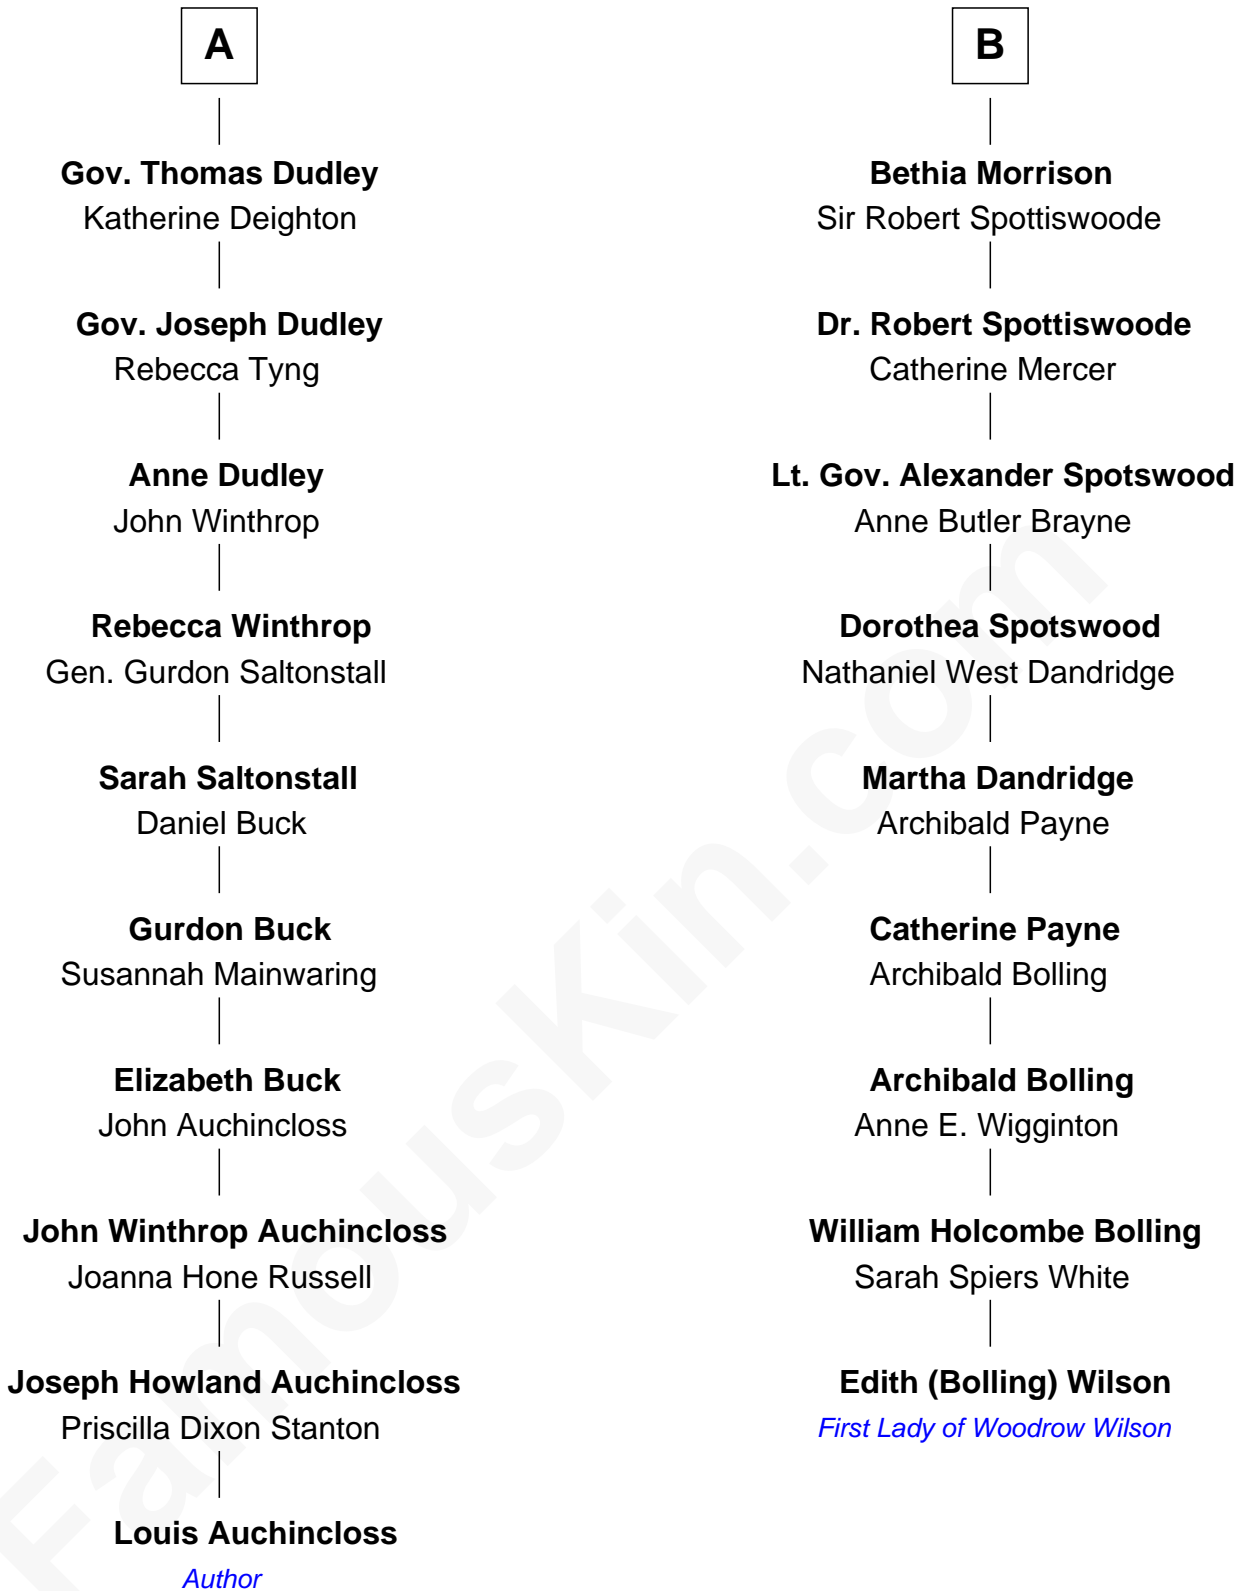 A
Gov. Thomas Dudley
Katherine Deighton
Gov. Joseph Dudley
Rebecca Tyng
Anne Dudley
John Winthrop
Rebecca Winthrop
Gen. Gurdon Saltonstall
Sarah Saltonstall
Daniel Buck
Gurdon Buck
Susannah Mainwaring
Elizabeth Buck
John Auchincloss
John Winthrop Auchincloss
Joanna Hone Russell
Joseph Howland Auchincloss
Priscilla Dixon Stanton
Louis Auchincloss
Author
B
Bethia Morrison
Sir Robert Spottiswoode
Dr. Robert Spottiswoode
Catherine Mercer
Lt. Gov. Alexander Spotswood
Anne Butler Brayne
Dorothea Spotswood
Nathaniel West Dandridge
Martha Dandridge
Archibald Payne
Catherine Payne
Archibald Bolling
Archibald Bolling
Anne E. Wigginton
William Holcombe Bolling
Sarah Spiers White
Edith (Bolling) Wilson
First Lady of Woodrow Wilson
FamousKin.com